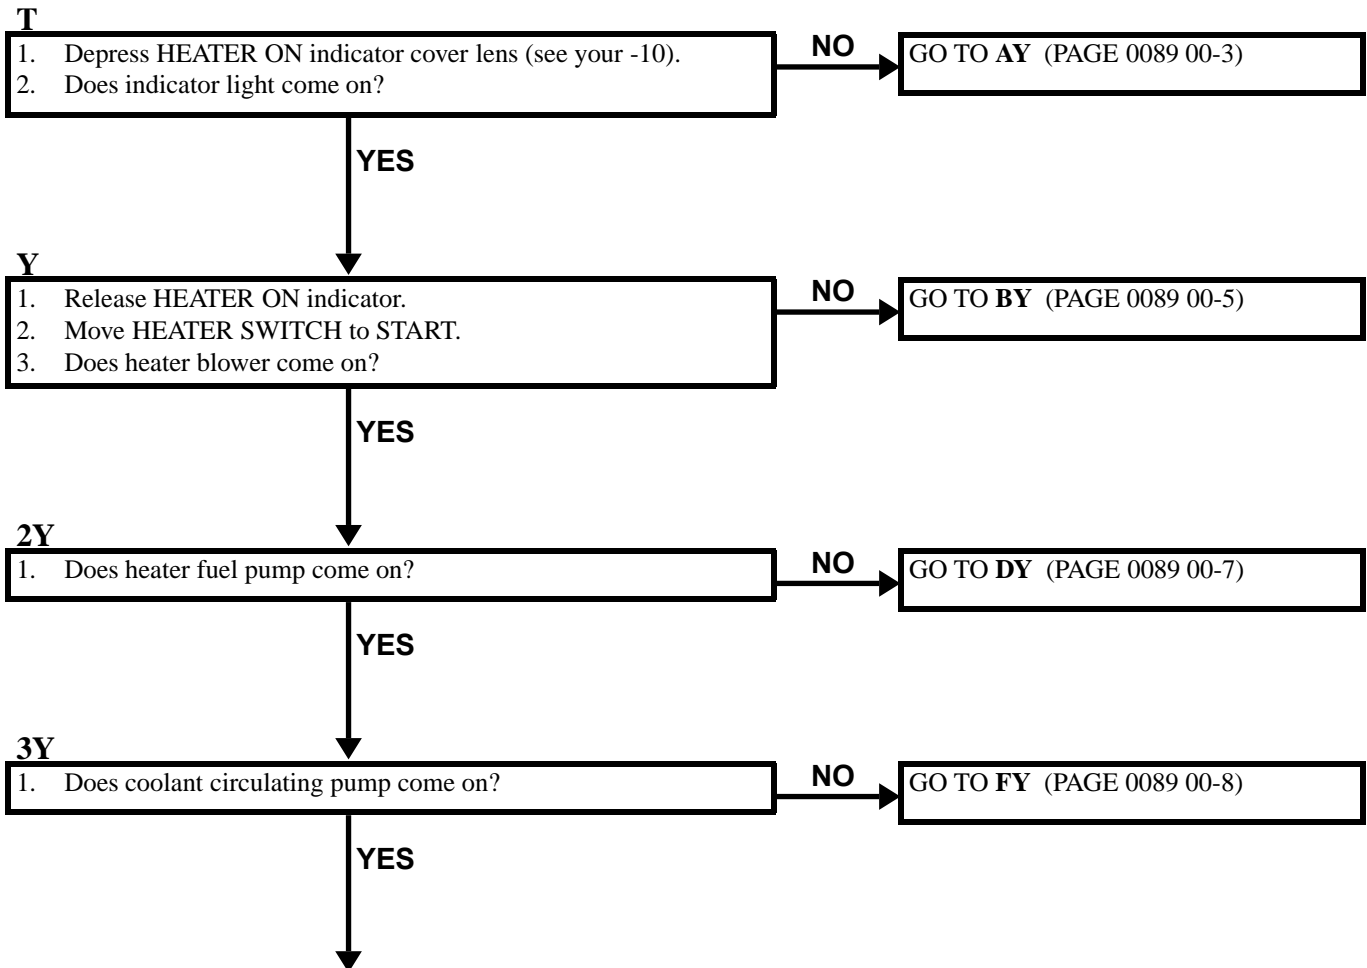 T
1. Depress HEATER ON indicator cover lens (see your -10).
2. Does indicator light come on?
NO
GO TO AY (PAGE 0089 00-3)
YES
Y
1. Release HEATER ON indicator.
2. Move HEATER SWITCH to START.
3. Does heater blower come on?
NO
GO TO BY (PAGE 0089 00-5)
YES
2Y
1. Does heater fuel pump come on?
NO
GO TO DY (PAGE 0089 00-7)
YES
3Y
1. Does coolant circulating pump come on?
NO
GO TO FY (PAGE 0089 00-8)
YES